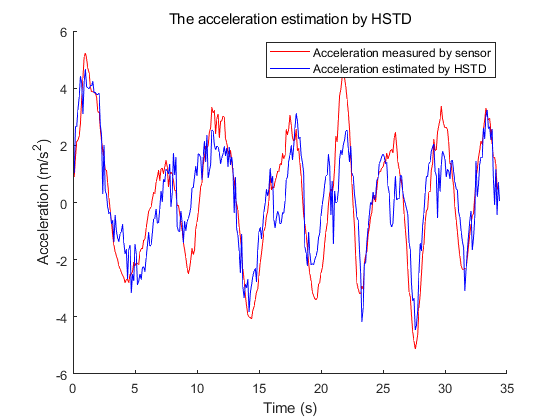 The acceleration estimation by HSTD
Acceleration measured by sensor
Acceleration estimated by HSTD
Acceleration (m/s²)
6
4
2
0
-2
-4
-6
0 5 10 15 20 25 30 35
Time (s)